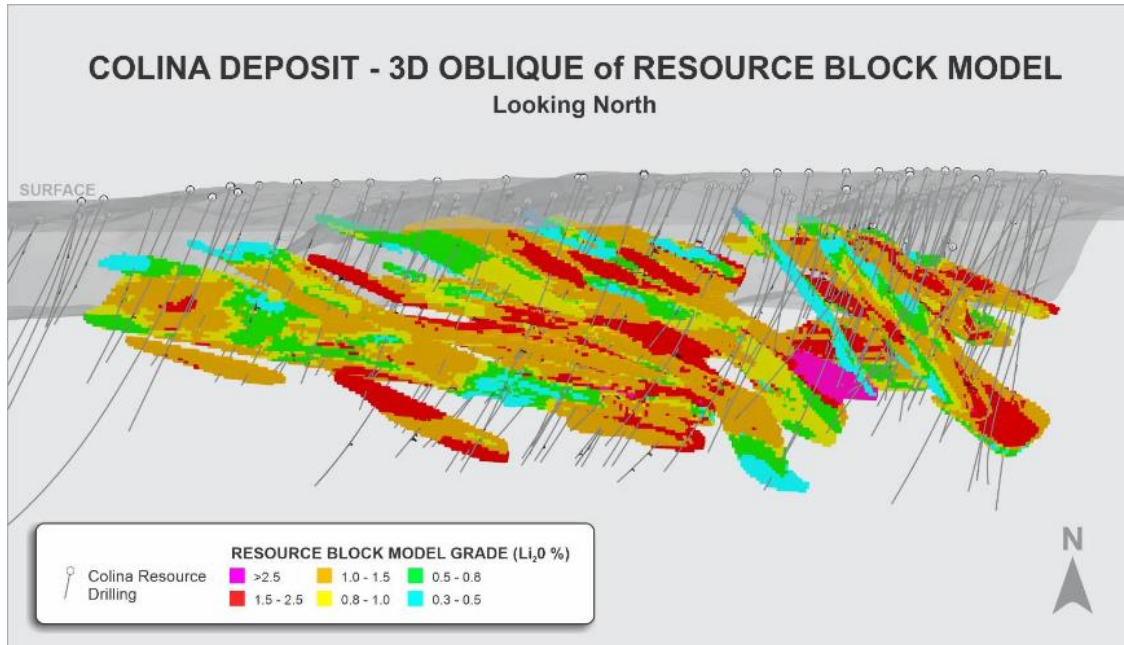 COLINA DEPOSIT - 3D OBLIQUE of RESOURCE BLOCK MODEL
Looking North
SURFACE
N
RESOURCE BLOCK MODEL GRADE (Li₂0 %)
Colina Resource
Drilling
>2.5
1.0 - 1.5
0.5 - 0.8
1.5 - 2.5
0.8 - 1.0
0.3 - 0.5